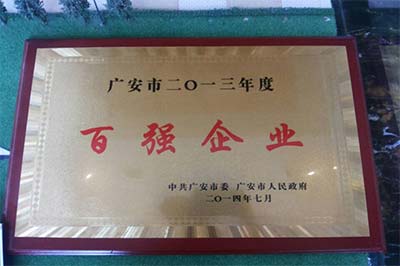 广安市二〇一三年度
百强企业
中共广安市委 广安市人民政府
二〇一四年七月